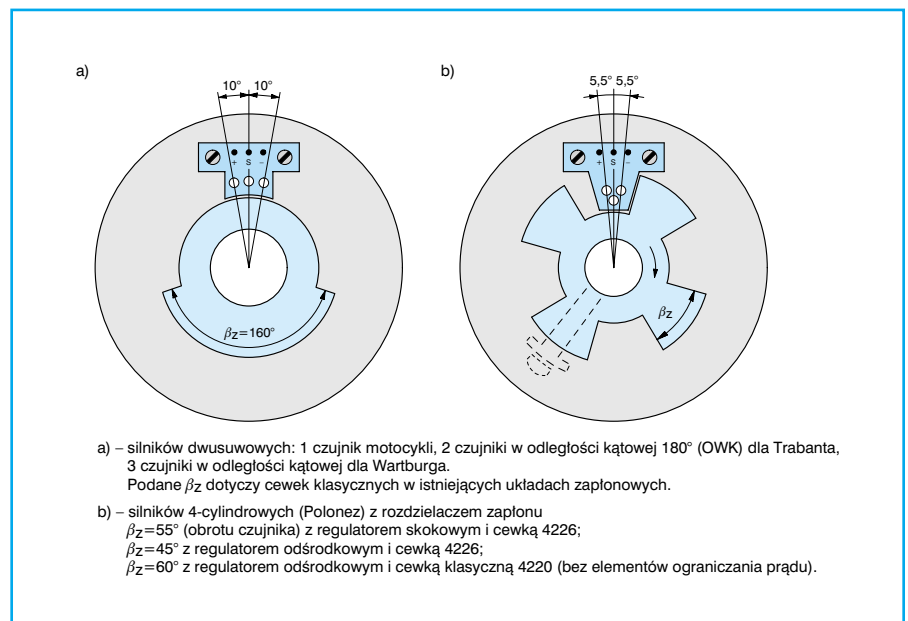 a)
b)
10° 10°
5,5° 5,5°
+ S –
+ S –
βz=160°
βz
a) – silników dwusuwowych: 1 czujnik motocykli, 2 czujniki w odległości kątowej 180° (OWK) dla Trabanta,
3 czujniki w odległości kątowej dla Wartburga.
Podane βz dotyczy cewek klasycznych w istniejących układach zapłonowych.
b) – silników 4-cylindrowych (Polonez) z rozdzielaczem zapłonu
βz=55° (obrotu czujnika) z regulatorem skokowym i cewką 4226;
βz=45° z regulatorem odśrodkowym i cewką 4226;
βz=60° z regulatorem odśrodkowym i cewką klasyczną 4220 (bez elementów ograniczania prądu).